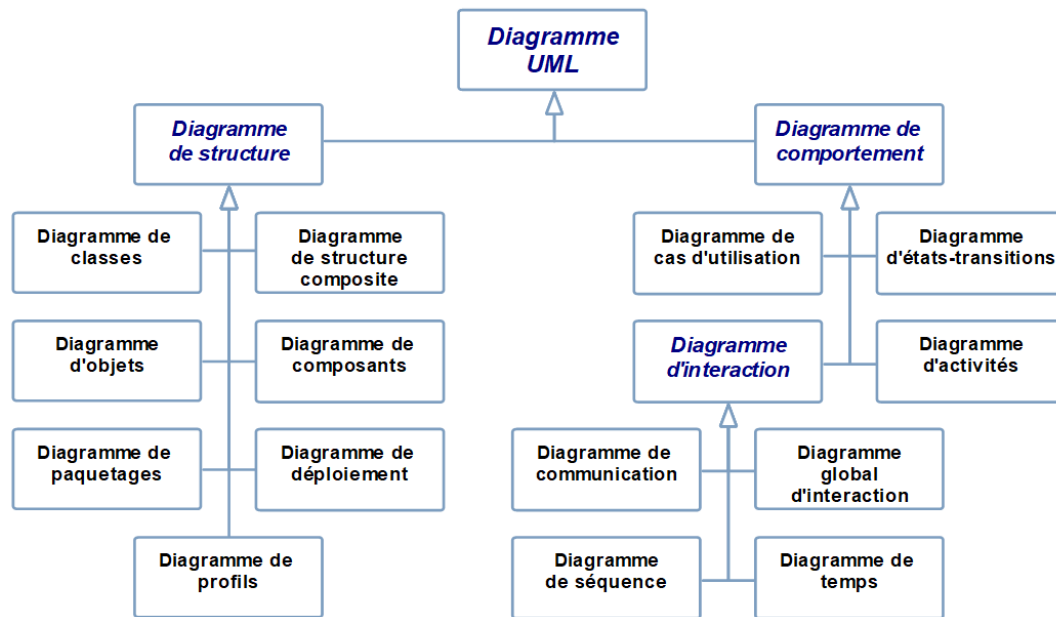 Diagramme
UML
Diagramme
de structure
Diagramme de
comportement
Diagramme de
classes
Diagramme
de structure
composite
Diagramme de
cas d'utilisation
Diagramme
d'états-transitions
Diagramme
d'objets
Diagramme de
composants
Diagramme
d'interaction
Diagramme
d'activités
Diagramme de
paquetages
Diagramme de
déploiement
Diagramme de
communication
Diagramme
global
d'interaction
Diagramme de
profils
Diagramme
de séquence
Diagramme de
temps